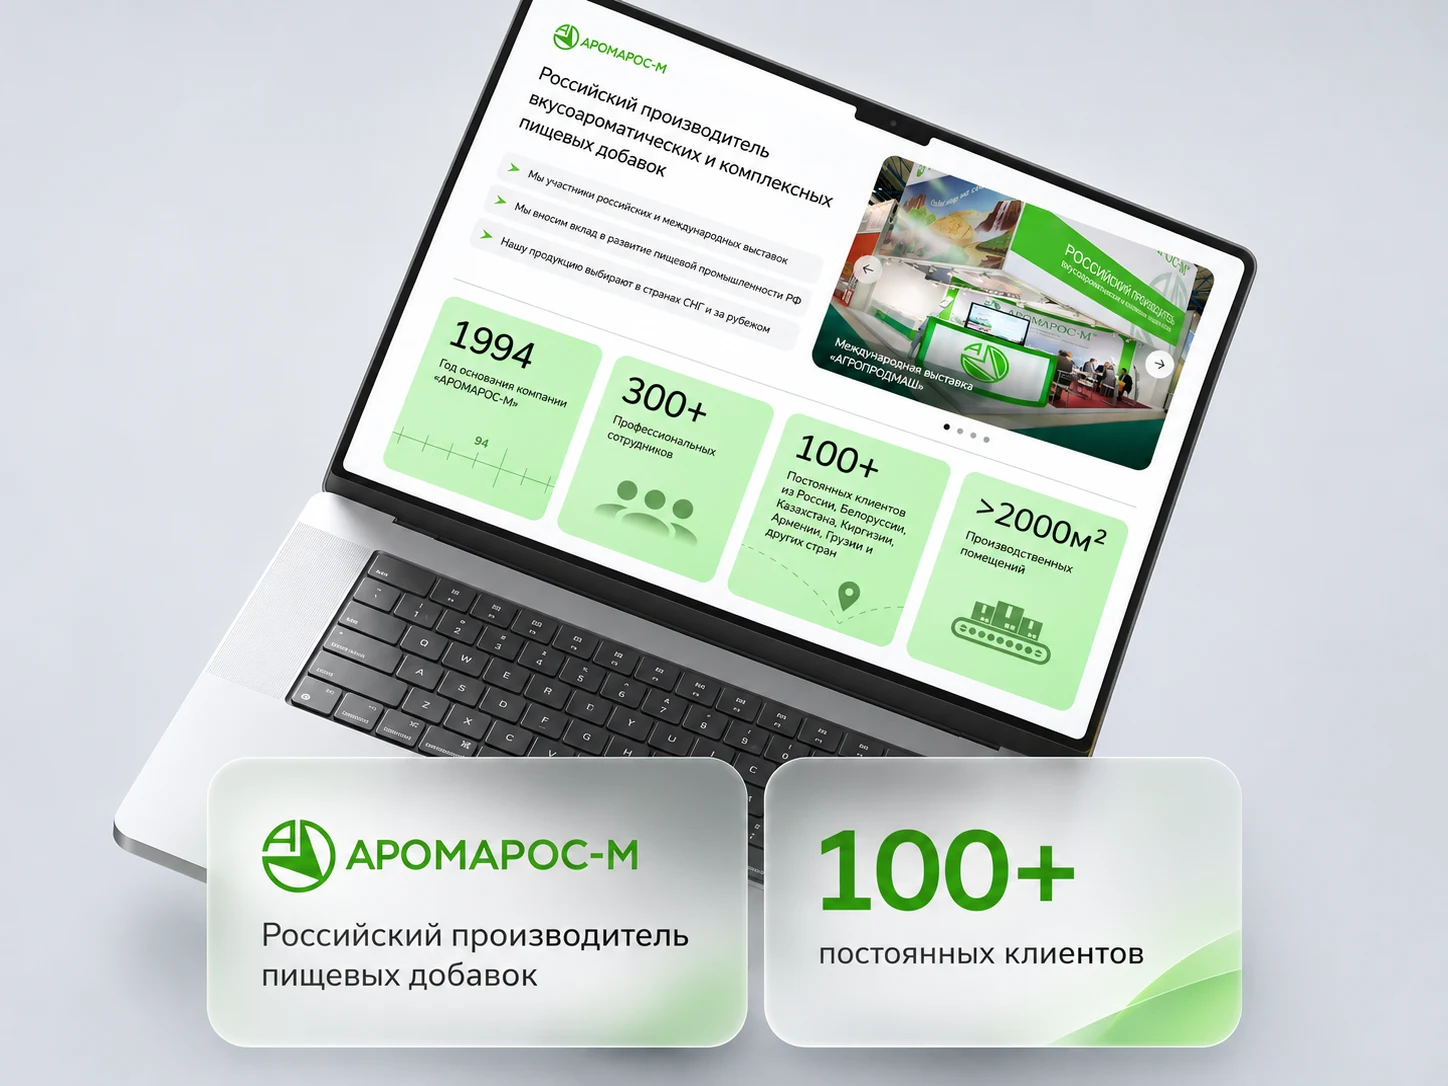 АРОМАРОС-М
Российский производитель
вкусоароматических и комплексных
пищевых добавок
Мы участники российских и международных выставок
Мы вносим вклад в развитие пищевой промышленности РФ
Нашу продукцию выбирают в странах СНГ и за рубежом
РОССИЙСКИЙ ПРОИЗВОДИТЕЛЬ
АРОМАРОС-М
Международная выставка
«АГРОПРОДМАШ»
1994
Год основания компании
«АРОМАРОС-М»
94
300+
Профессиональных
сотрудников
100+
Постоянных клиентов
из России, Белоруссии,
Казахстана, Киргизии,
Армении, Грузии и
других стран
>2000м²
Производственных
помещений
Q W E R T Y U
A S D F G H J
Z X C V
АРОМАРОС-М
Российский производитель
пищевых добавок
100+
постоянных клиентов